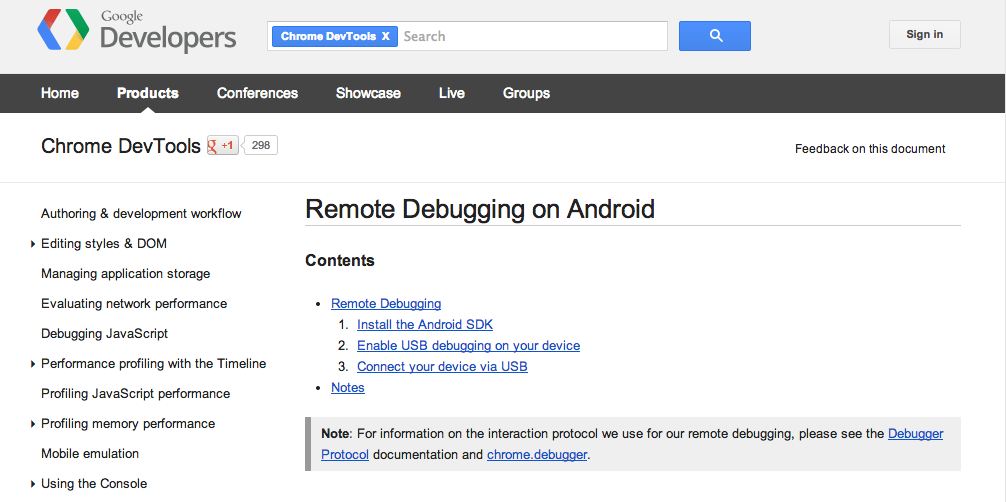 Google
Developers
Chrome DevTools X Search
Sign in
Home Products Conferences Showcase Live Groups
Chrome DevTools +1 298
Feedback on this document
Authoring & development workflow
Editing styles & DOM
Managing application storage
Evaluating network performance
Debugging JavaScript
Performance profiling with the Timeline
Profiling JavaScript performance
Profiling memory performance
Mobile emulation
Using the Console
Remote Debugging on Android
Contents
• Remote Debugging
1. Install the Android SDK
2. Enable USB debugging on your device
3. Connect your device via USB
• Notes
Note: For information on the interaction protocol we use for our remote debugging, please see the Debugger
Protocol documentation and chrome.debugger.